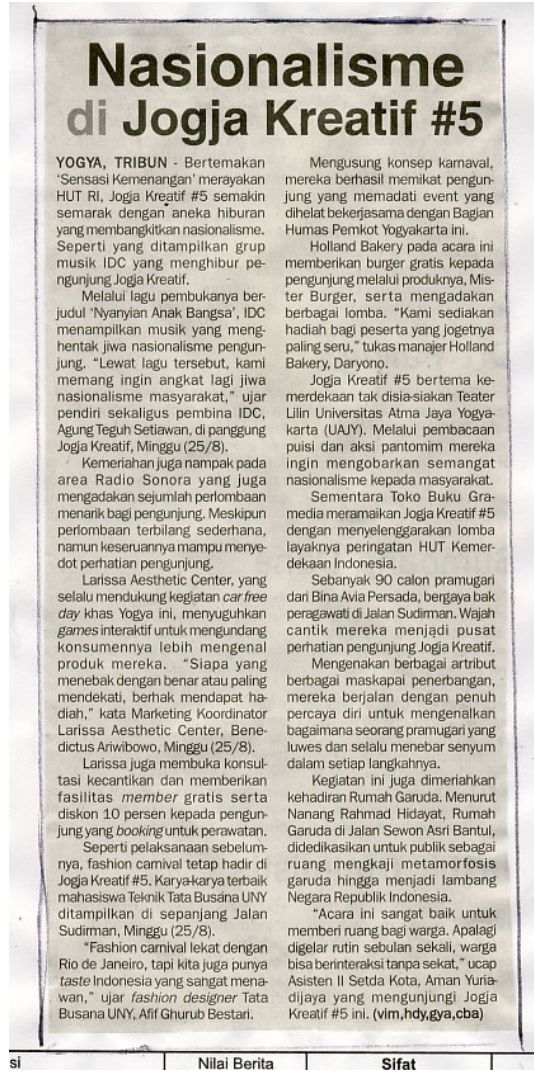 Nasionalisme
di Jogja Kreatif #5
YOGYA, TRIBUN - Bertemakan
'Sensasi Kemenangan' merayakan
HUT RI, Jogja Kreatif #5 semakin
semarak dengan aneka hiburan
yang membangkitkan nasionalisme.
Seperti yang ditampilkan grup
musik IDC yang menghibur pe-
ngunjung Jogja Kreatif.
Melalui lagu pembukanya ber-
judul 'Nyanyian Anak Bangsa', IDC
menampilkan musik yang meng-
hentak jiwa nasionalisme pengun-
jung. "Lewat lagu tersebut, kami
memang ingin angkat lagi jiwa
nasionalisme masyarakat," ujar
pendiri sekaligus pembina IDC,
Agung Teguh Setiawan, di panggung
Jogja Kreatif, Minggu (25/8).
Kemeriahan juga nampak pada
area Radio Sonora yang juga
mengadakan sejumlah perlombaan
menarik bagi pengunjung. Meskipun
perlombaan terbilang sederhana,
namun keseruannya mampu menye-
dot perhatian pengunjung.
Larissa Aesthetic Center, yang
selalu mendukung kegiatan car free
day khas Yogya ini, menyuguhkan
games interaktif untuk mengundang
konsumennya lebih mengenal
produk mereka. "Siapa yang
menebak dengan benar atau paling
mendekati, berhak mendapat ha-
diah," kata Marketing Koordinator
Larissa Aesthetic Center, Bene-
dictus Ariwibowo, Minggu (25/8).
Larissa juga membuka konsul-
tasi kecantikan dan memberikan
fasilitas member gratis serta
diskon 10 persen kepada pengun-
jung yang booking untuk perawatan.
Seperti pelaksanaan sebelum-
nya, fashion carnival tetap hadir di
Jogja Kreatif #5. Karya-karya terbaik
mahasiswa Teknik Tata Busana UNY
ditampilkan di sepanjang Jalan
Sudirman, Minggu (25/8).
"Fashion carnival lekat dengan
Rio de Janeiro, tapi kita juga punya
taste Indonesia yang sangat mena-
wan," ujar fashion designer Tata
Busana UNY, Afif Ghurub Bestari.
Mengusung konsep karnaval,
mereka berhasil memikat pengun-
jung yang memadati event yang
dihelat bekerjasama dengan Bagian
Humas Pemkot Yogyakarta ini.
Holland Bakery pada acara ini
memberikan burger gratis kepada
pengunjung melalui produknya, Mis-
ter Burger, serta mengadakan
berbagai lomba. "Kami sediakan
hadiah bagi peserta yang jogetnya
paling seru," tukas manajer Holland
Bakery, Daryono.
Jogja Kreatif #5 bertema ke-
merdekaan tak disia-siakan Teater
Lilin Universitas Atma Jaya Yogya-
karta (UAJY). Melalui pembacaan
puisi dan aksi pantomim mereka
ingin mengobarkan semangat
nasionalisme kepada masyarakat.
Sementara Toko Buku Gra-
media meramaikan Jogja Kreatif #5
dengan menyelenggarakan lomba
layaknya peringatan HUT Kemer-
dekaan Indonesia.
Sebanyak 90 calon pramugari
dari Bina Avia Persada, bergaya bak
peragawati di Jalan Sudirman. Wajah
cantik mereka menjadi pusat
perhatian pengunjung Jogja Kreatif.
Mengenakan berbagai artribut
berbagai maskapai penerbangan,
mereka berjalan dengan penuh
percaya diri untuk mengenalkan
bagaimana seorang pramugari yang
luwes dan selalu menebar senyum
dalam setiap langkahnya.
Kegiatan ini juga dimeriahkan
kehadiran Rumah Garuda. Menurut
Nanang Rahmad Hidayat, Rumah
Garuda di Jalan Sewon Asri Bantul,
didedikasikan untuk publik sebagai
ruang mengkaji metamorfosis
garuda hingga menjadi lambang
Negara Republik Indonesia.
"Acara ini sangat baik untuk
memberi ruang bagi warga. Apalagi
digelar rutin sebulan sekali, warga
bisa berinteraksi tanpa sekat," ucap
Asisten II Setda Kota, Aman Yuria-
dijaya yang mengunjungi Jogja
Kreatif #5 ini. (vim,hdy,gya,cba)
si
Nilai Berita
Sifat